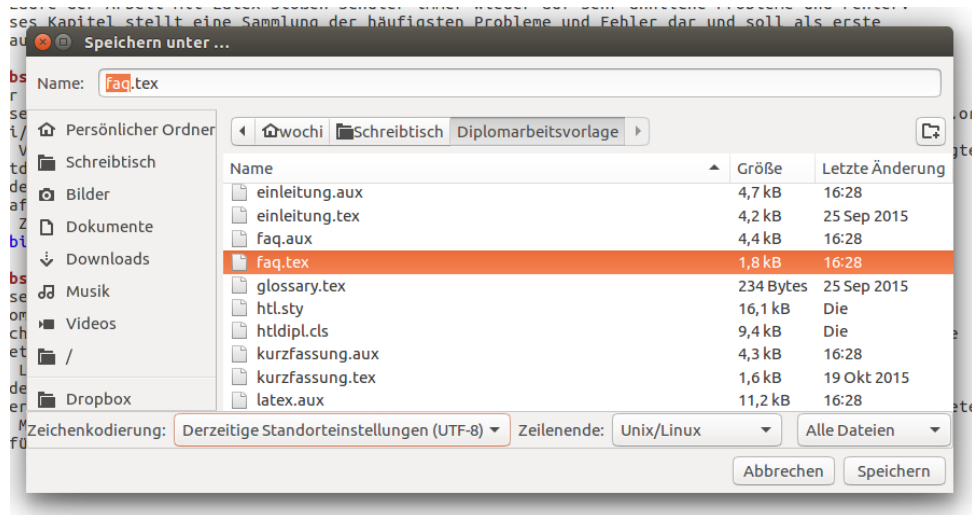 ses Kapitel stellt eine Sammlung der häufigsten Probleme und Fehler dar und soll als erste
au
Speichern unter ...
Name: faq.tex
Persönlicher Ordner
Schreibtisch
Bilder
Dokumente
Downloads
Musik
Videos
/
Dropbox
wochi Schreibtisch Diplomarbeitsvorlage
Name Größe Letzte Änderung
einleitung.aux 4,7 kB 16:28
einleitung.tex 4,2 kB 25 Sep 2015
faq.aux 4,4 kB 16:28
faq.tex 1,8 kB 16:28
glossary.tex 234 Bytes 25 Sep 2015
htl.sty 16,1 kB Die
htldipl.cls 9,4 kB Die
kurzfassung.aux 4,3 kB 16:28
kurzfassung.tex 1,6 kB 19 Okt 2015
latex.aux 11,2 kB 16:28
Zeichenkodierung: Derzeitige Standorteinstellungen (UTF-8) Zeilenende: Unix/Linux Alle Dateien
Abbrechen Speichern